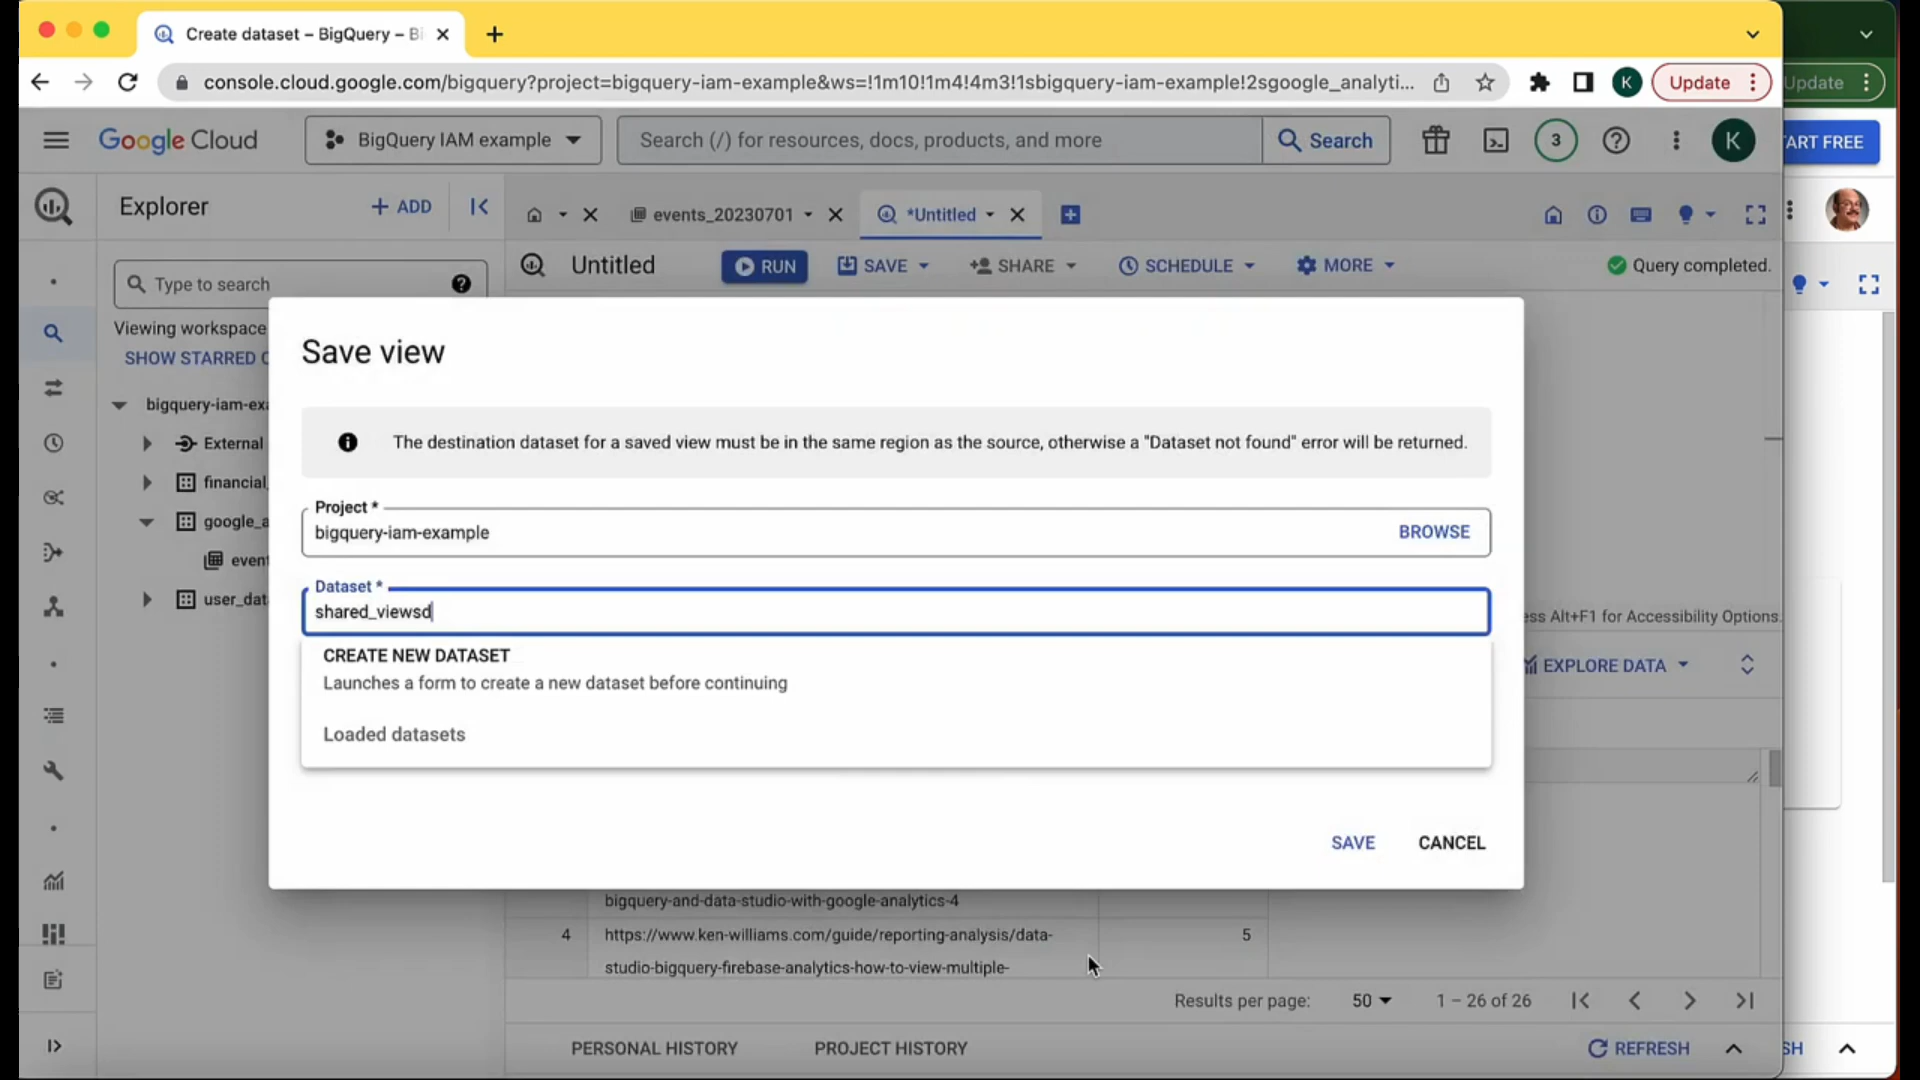 Create dataset – BigQuery – Bi
console.cloud.google.com/bigquery?project=bigquery-iam-example&ws=!1m10!1m4!4m3!1sbigquery-iam-example!2sgoogle_analyti...
K
Update
Update
Google Cloud
BigQuery IAM example
Search (/) for resources, docs, products, and more
Search
3
K
ART FREE
Explorer
+ ADD
events_20230701
*Untitled
Untitled
RUN
SAVE
SHARE
SCHEDULE
MORE
Query completed.
Type to search
Viewing workspace
SHOW STARRED
bigquery-iam-exa
External
financial_
google_a
event
user_dat
Save view
The destination dataset for a saved view must be in the same region as the source, otherwise a "Dataset not found" error will be returned.
Project *
bigquery-iam-example
BROWSE
Dataset *
shared_viewsd
CREATE NEW DATASET
Launches a form to create a new dataset before continuing
Loaded datasets
SAVE
CANCEL
ess Alt+F1 for Accessibility Options.
EXPLORE DATA
bigquery-and-data-studio-with-google-analytics-4
4
https://www.ken-williams.com/guide/reporting-analysis/data-
5
studio-bigquery-firebase-analytics-how-to-view-multiple-
Results per page:
50
1 – 26 of 26
PERSONAL HISTORY
PROJECT HISTORY
REFRESH
SH